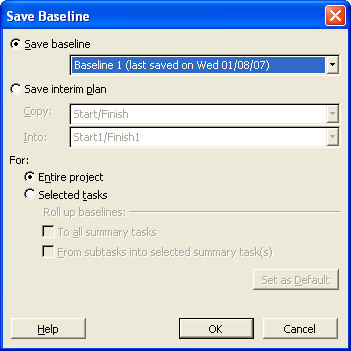 Save Baseline
Save baseline
Baseline 1 (last saved on Wed 01/08/07)
Save interim plan
Copy: Start/Finish
Into: Start1/Finish1
For:
Entire project
Selected tasks
Roll up baselines:
To all summary tasks
From subtasks into selected summary task(s)
Set as Default
Help OK Cancel